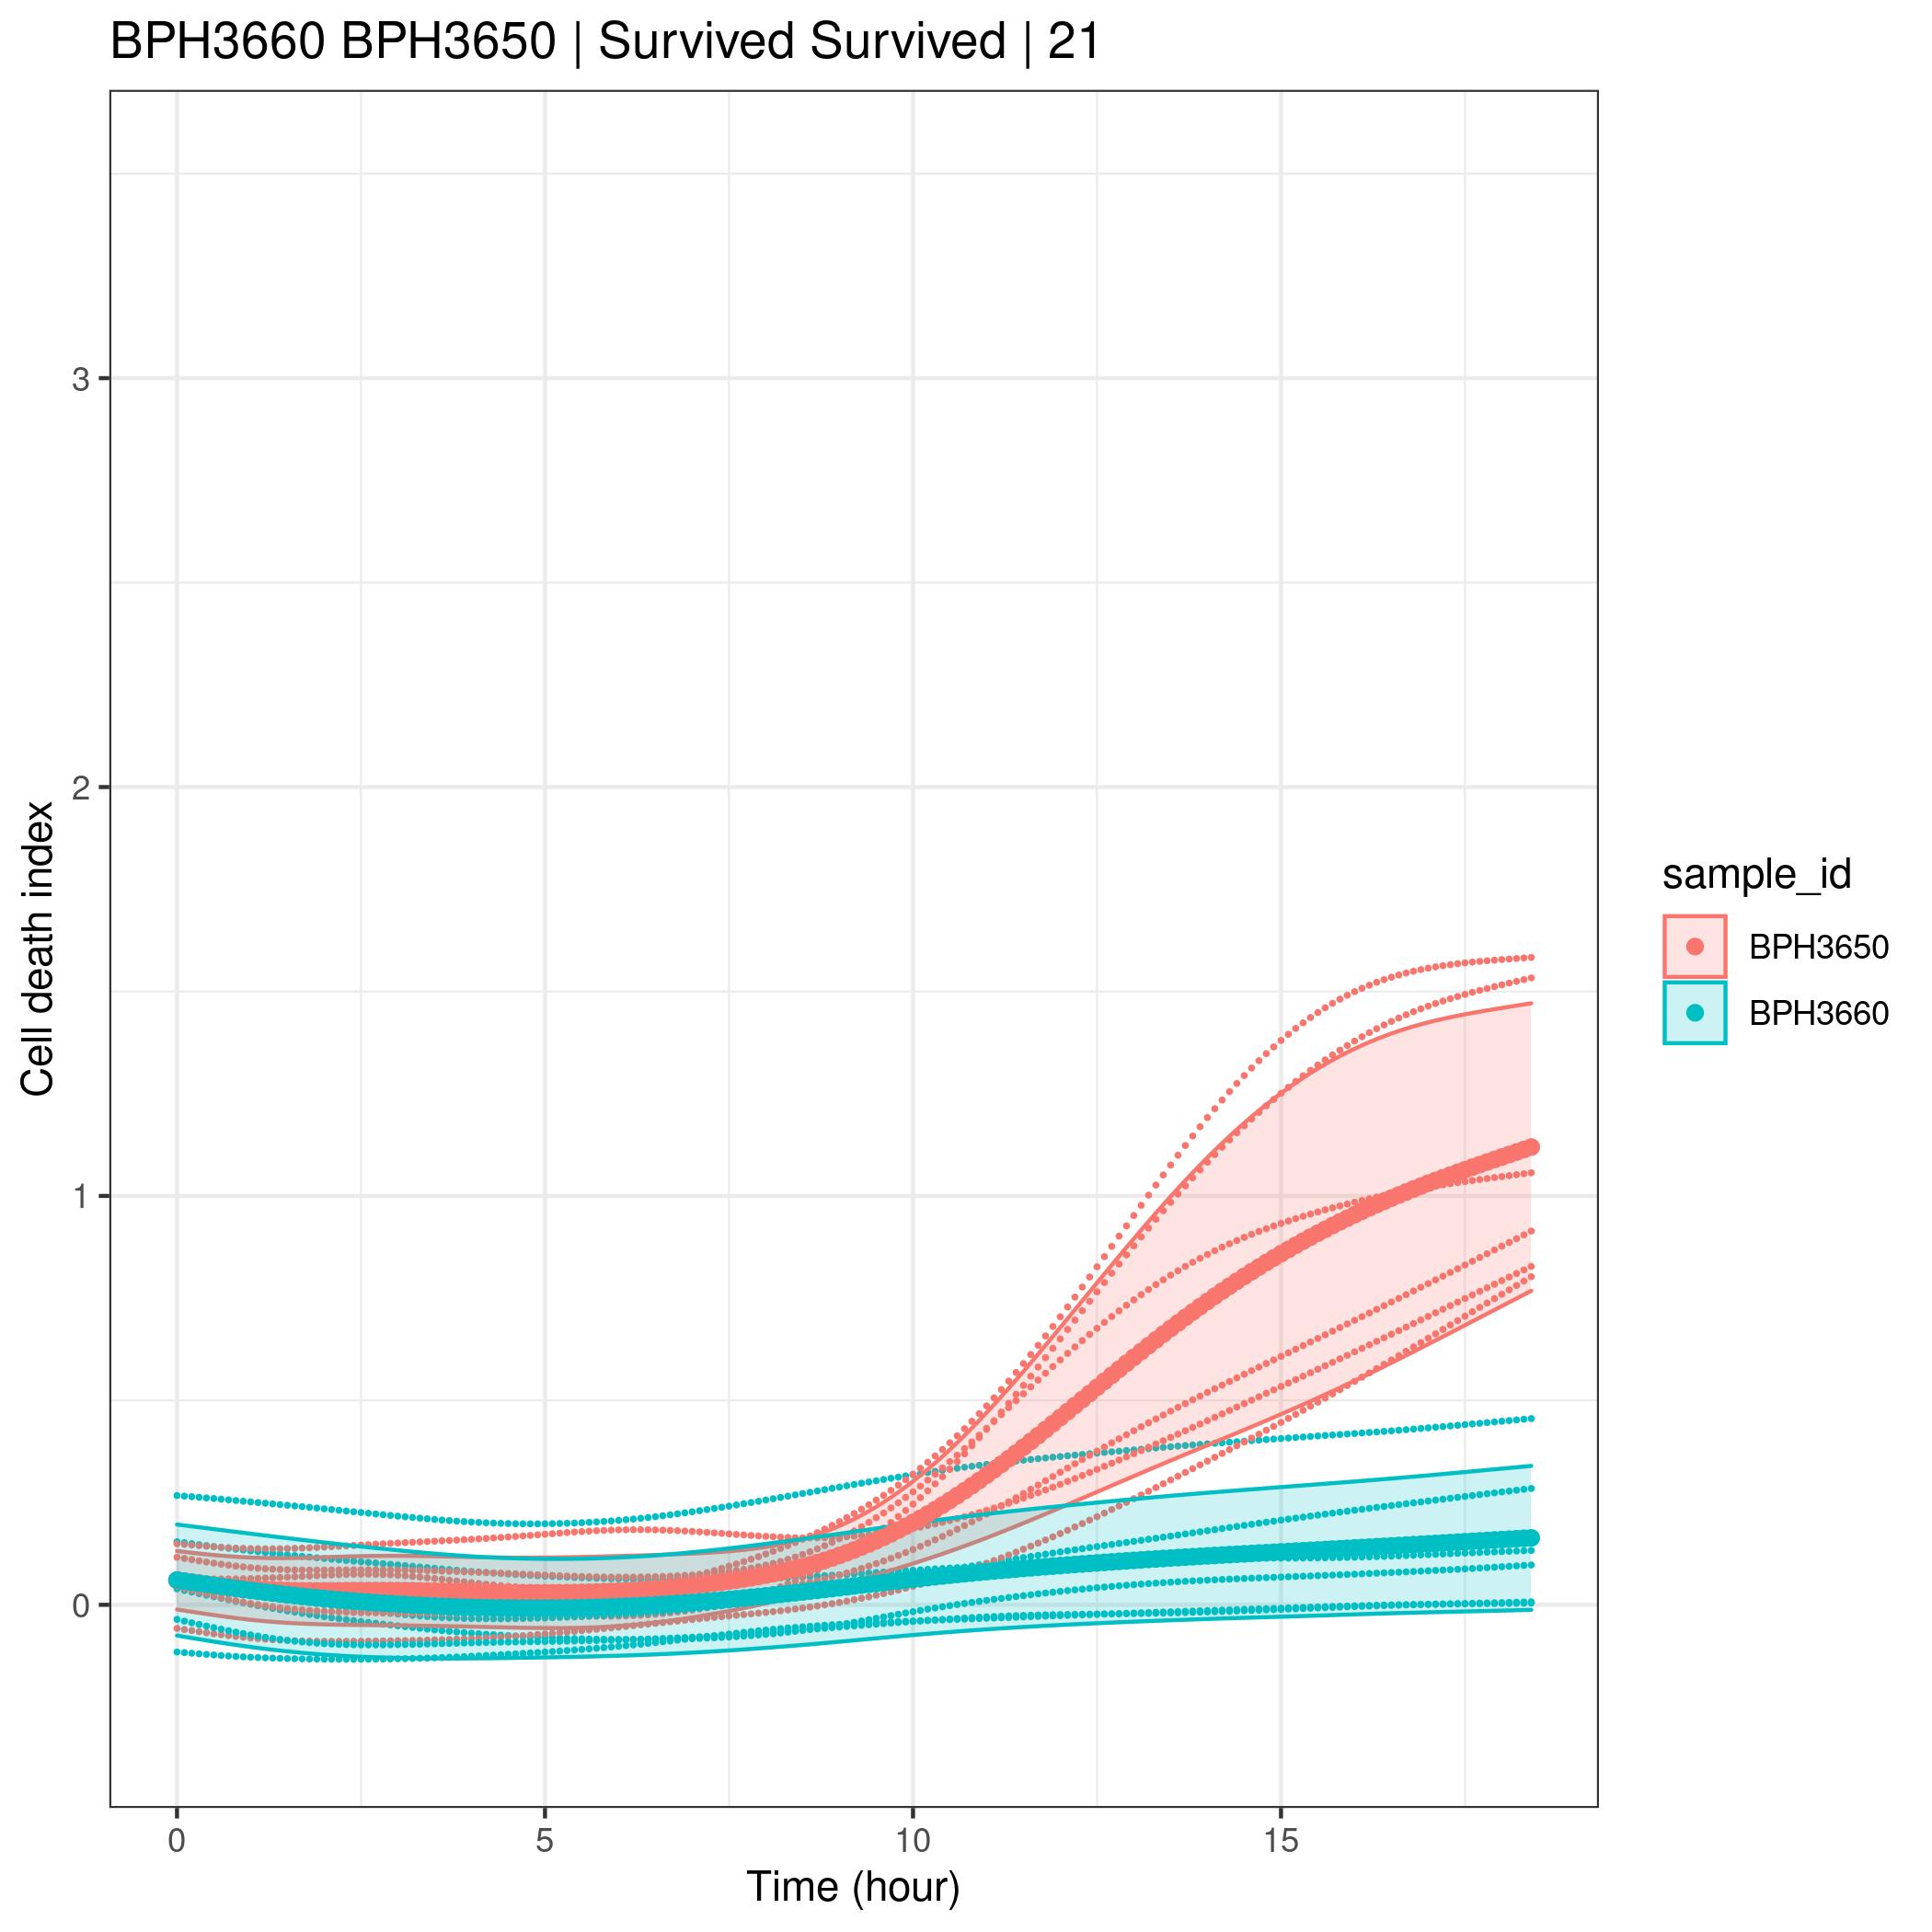 BPH3660 BPH3650 | Survived Survived | 21
3
2
1
0
Cell death index
0 5 10 15
Time (hour)
sample_id
BPH3650
BPH3660